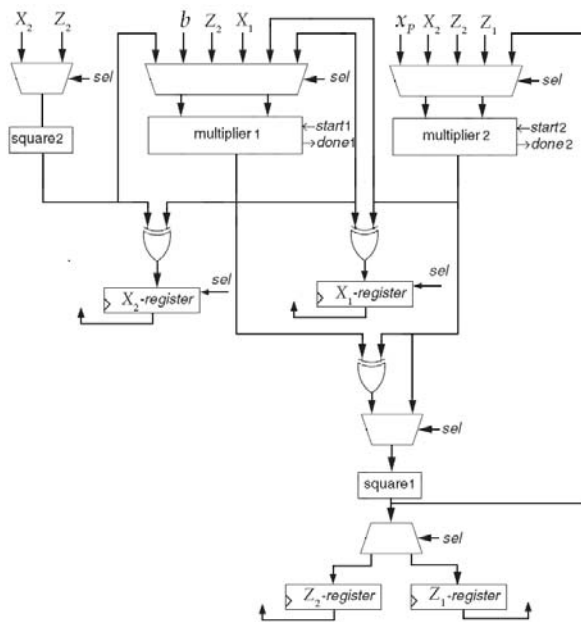 X₂ Z₂ b Z₂ X₁ x_P X₂ Z₂ Z₁
sel sel sel
square2 multiplier 1 start1 done1 multiplier 2 start2 done2
sel sel
X₂-register X₁-register
sel
square1
sel
Z₂-register Z₁-register